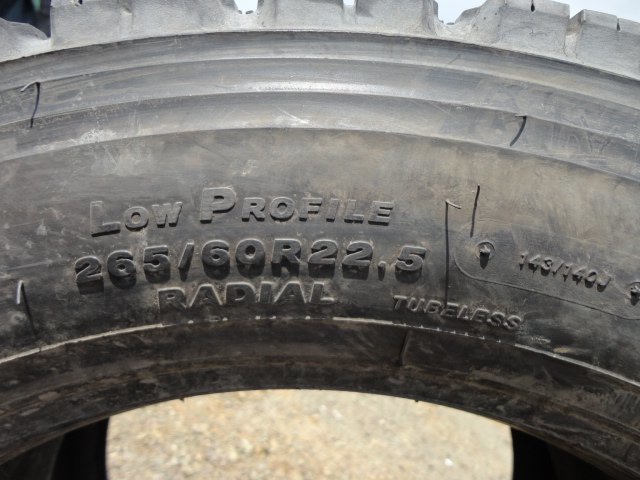 LOW PROFILE
265/60R22.5
143/140J
RADIAL
TUBELESS